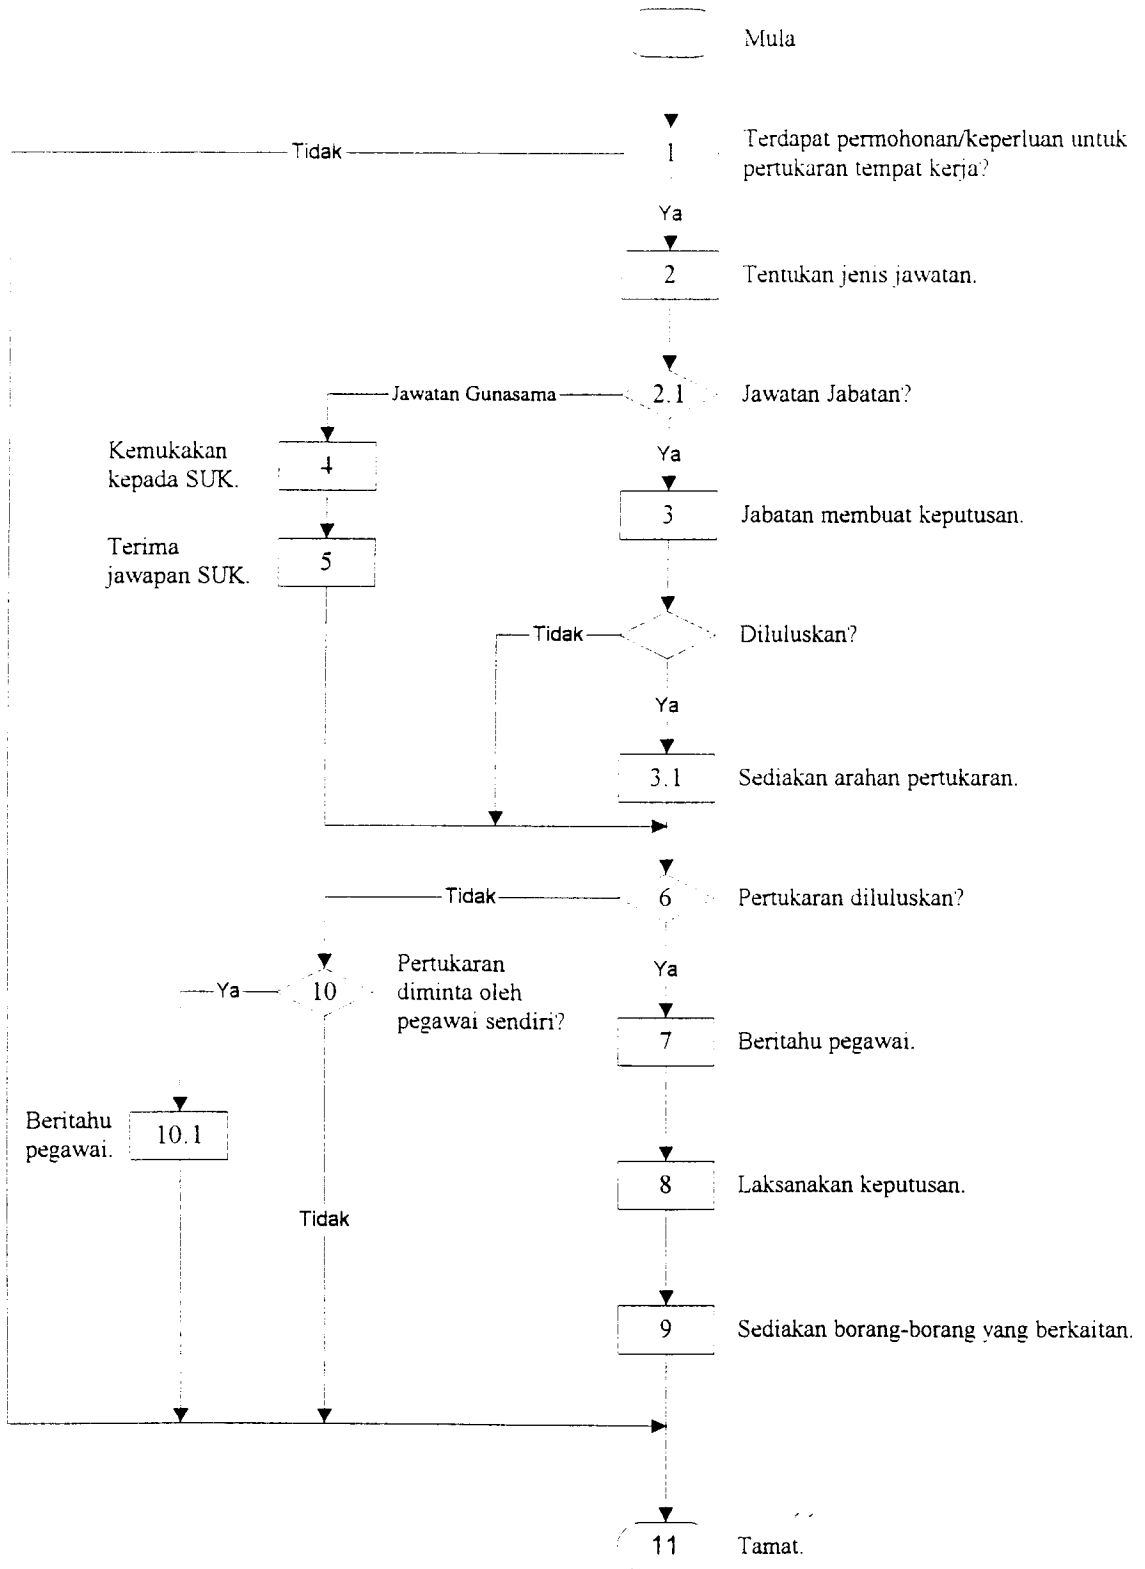 Mula
Tidak
1
Terdapat permohonan/keperluan untuk
pertukaran tempat kerja?
Ya
2
Tentukan jenis jawatan.
Jawatan Gunasama
2.1
Jawatan Jabatan?
Kemukakan
kepada SUK.
4
Ya
3
Jabatan membuat keputusan.
Terima
jawapan SUK.
5
Tidak
Diluluskan?
Ya
3.1
Sediakan arahan pertukaran.
Tidak
6
Pertukaran diluluskan?
Ya
10
Pertukaran
diminta oleh
pegawai sendiri?
Ya
7
Beritahu pegawai.
Beritahu
pegawai.
10.1
8
Laksanakan keputusan.
Tidak
9
Sediakan borang-borang yang berkaitan.
11
Tamat.